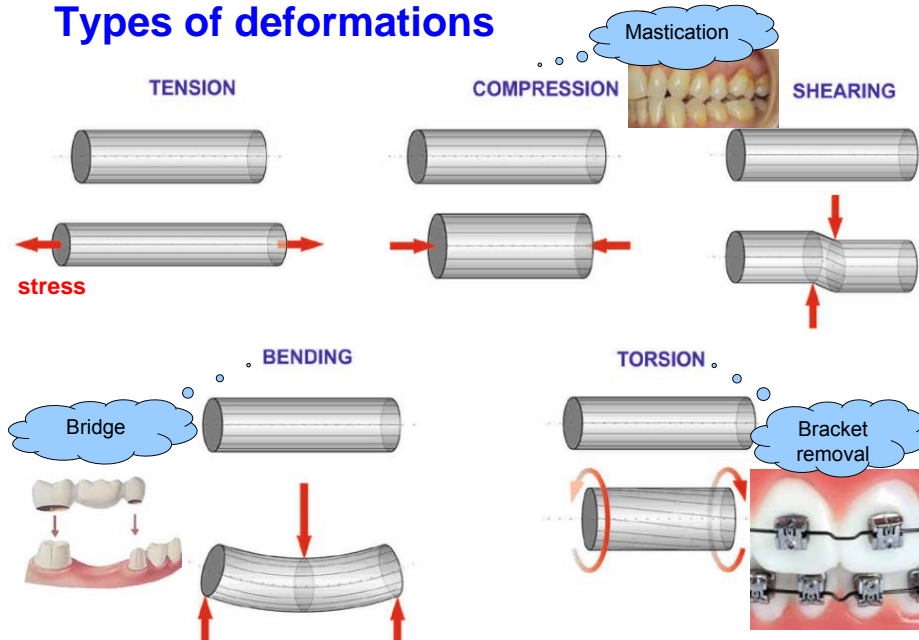 Types of deformations
Mastication
TENSION
COMPRESSION
SHEARING
stress
BENDING
TORSION
Bridge
Bracket
removal